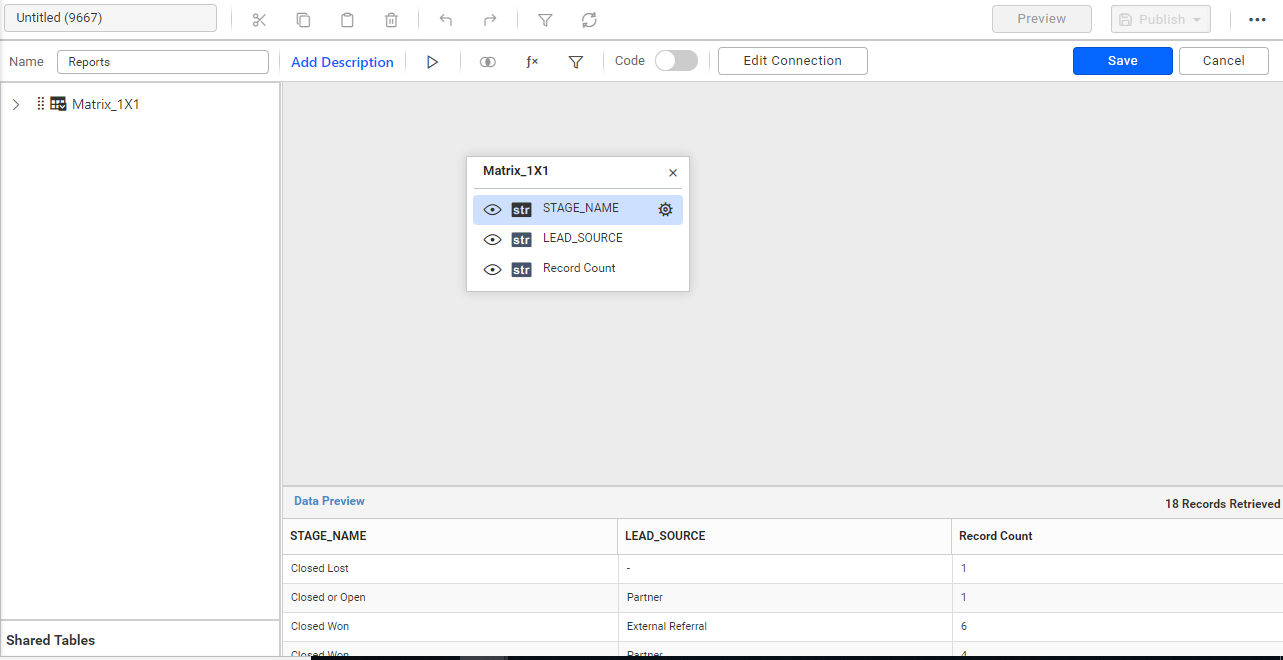 Untitled (9667)
Preview
Publish
Name
Reports
Add Description
ƒx
Code
Edit Connection
Save
Cancel
Matrix_1X1
Matrix_1X1
str STAGE_NAME
str LEAD_SOURCE
str Record Count
Data Preview
18 Records Retrieved
STAGE_NAME LEAD_SOURCE Record Count
Closed Lost - 1
Closed or Open Partner 1
Closed Won External Referral 6
Closed Won Partner 4
Shared Tables